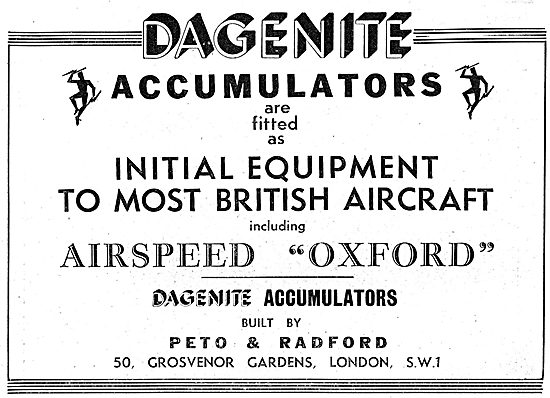 DAGENITE
ACCUMULATORS
are
fitted
as
INITIAL EQUIPMENT
TO MOST BRITISH AIRCRAFT
including
AIRSPEED "OXFORD"
DAGENITE ACCUMULATORS
BUILT BY
PETO & RADFORD
50, GROSVENOR GARDENS, LONDON, S.W.1